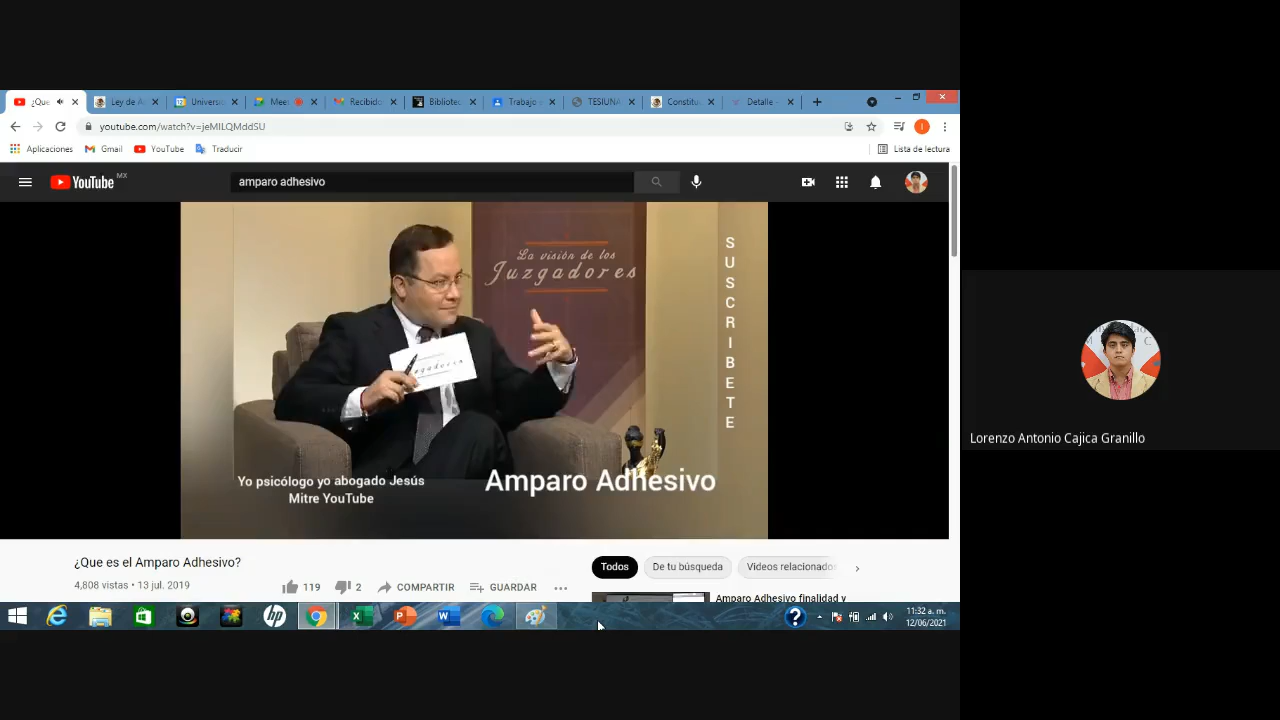 ¿Que
Ley de A
Universi
Meet
Recibido
Bibliotec
Trabajo e
TESIUNA
Constitu
Detalle -
youtube.com/watch?v=jeMlLQMddSU
Aplicaciones
Gmail
YouTube
Traducir
Lista de lectura
YouTube MX
amparo adhesivo
La visión de los
Juzgadores
SUSCRIBETE
Yo psicólogo yo abogado Jesús
Mitre YouTube
Amparo Adhesivo
¿Que es el Amparo Adhesivo?
4,808 vistas • 13 jul. 2019
119
2
COMPARTIR
GUARDAR
Todos
De tu búsqueda
Videos relacionado
Amparo Adhesivo finalidad y
11:32 a. m.
12/06/2021
Lorenzo Antonio Cajica Granillo